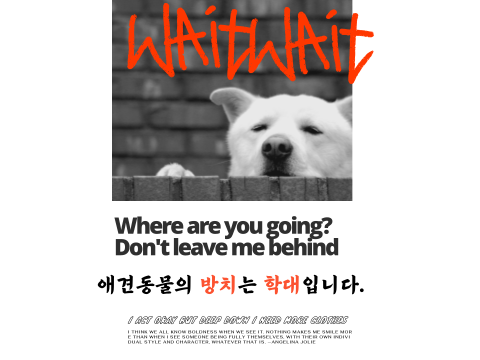 WAitWAit
Where are you going?
Don't leave me behind
애견동물의 방치는 학대입니다.
I ACT OKAY BUT DEEP DOWN I NEED MORE CLOTHES
I THINK WE ALL KNOW BOLDNESS WHEN WE SEE IT. NOTHING MAKES ME SMILE MOR
E THAN WHEN I SEE SOMEONE BEING FULLY THEMSELVES, WITH THEIR OWN INDIVI
DUAL STYLE AND CHARACTER, WHATEVER THAT IS. —ANGELINA JOLIE